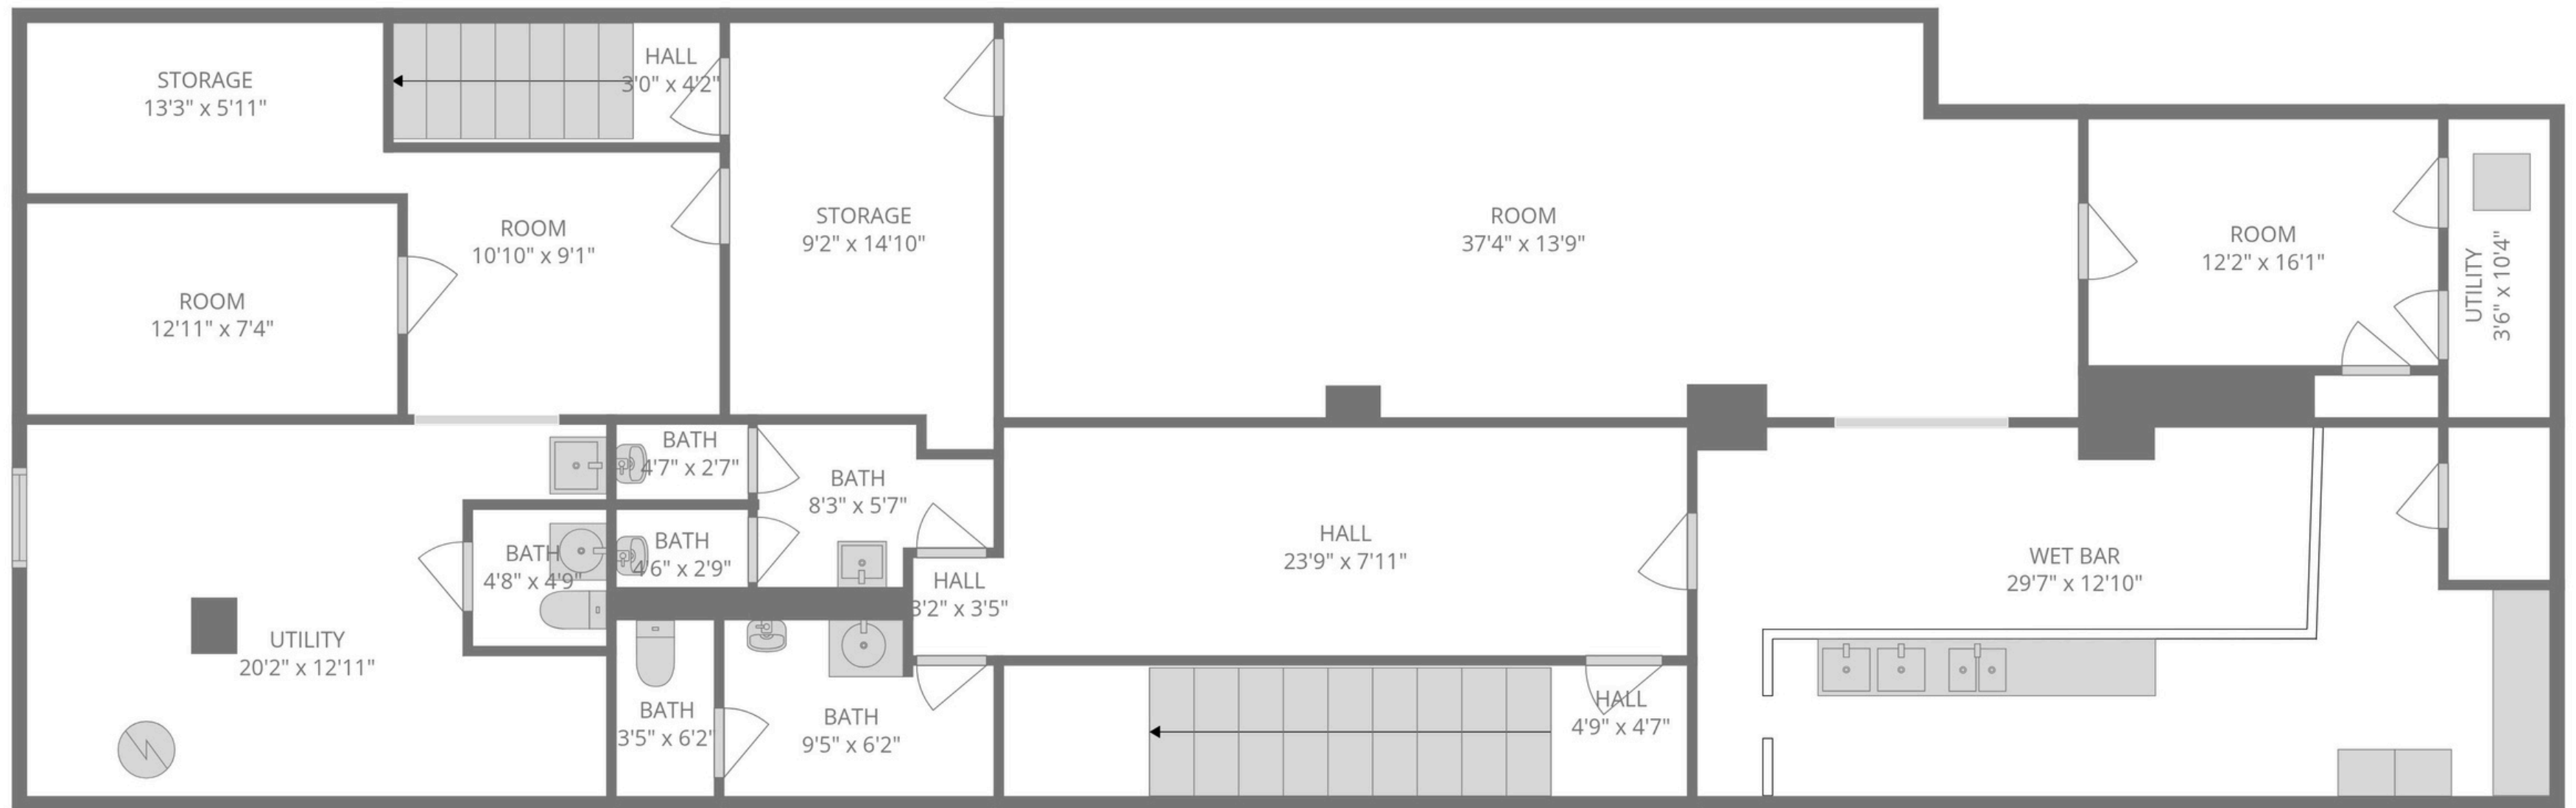 STORAGE
13'3" x 5'11"
HALL
3'0" x 4'2"
STORAGE
9'2" x 14'10"
ROOM
37'4" x 13'9"
ROOM
12'2" x 16'1"
UTILITY
3'6" x 10'4"
ROOM
10'10" x 9'1"
ROOM
12'11" x 7'4"
BATH
4'7" x 2'7"
BATH
8'3" x 5'7"
BATH
4'8" x 4'9"
BATH
4'6" x 2'9"
HALL
3'2" x 3'5"
HALL
23'9" x 7'11"
WET BAR
29'7" x 12'10"
UTILITY
20'2" x 12'11"
BATH
3'5" x 6'2"
BATH
9'5" x 6'2"
HALL
4'9" x 4'7"